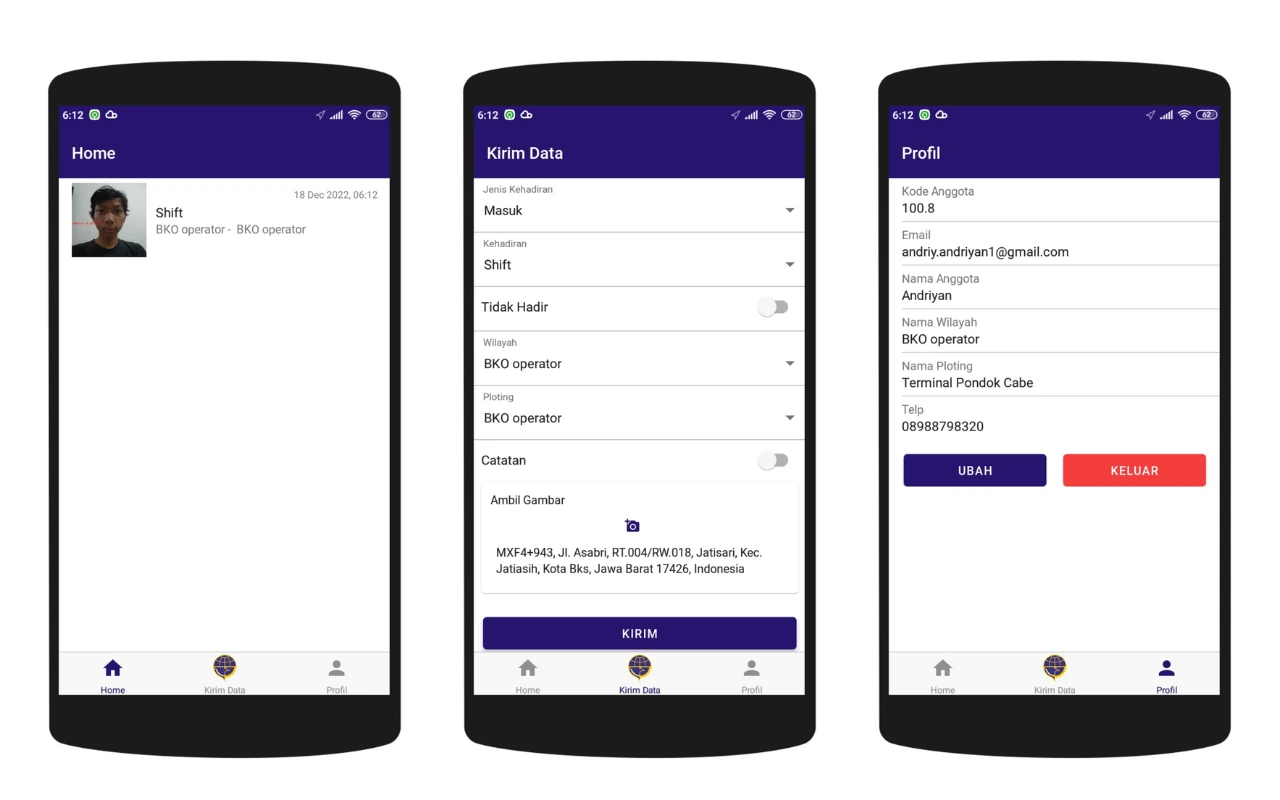 6:12
62
Home
18 Dec 2022, 06:12
Shift
BKO operator - BKO operator
Home
Kirim Data
Profil
6:12
62
Kirim Data
Jenis Kehadiran
Masuk
Kehadiran
Shift
Tidak Hadir
Wilayah
BKO operator
Ploting
BKO operator
Catatan
Ambil Gambar
MXF4+943, Jl. Asabri, RT.004/RW.018, Jatisari, Kec.
Jatiasih, Kota Bks, Jawa Barat 17426, Indonesia
KIRIM
Home
Kirim Data
Profil
6:12
62
Profil
Kode Anggota
100.8
Email
andriy.andriyan1@gmail.com
Nama Anggota
Andriyan
Nama Wilayah
BKO operator
Nama Ploting
Terminal Pondok Cabe
Telp
08988798320
UBAH
KELUAR
Home
Kirim Data
Profil